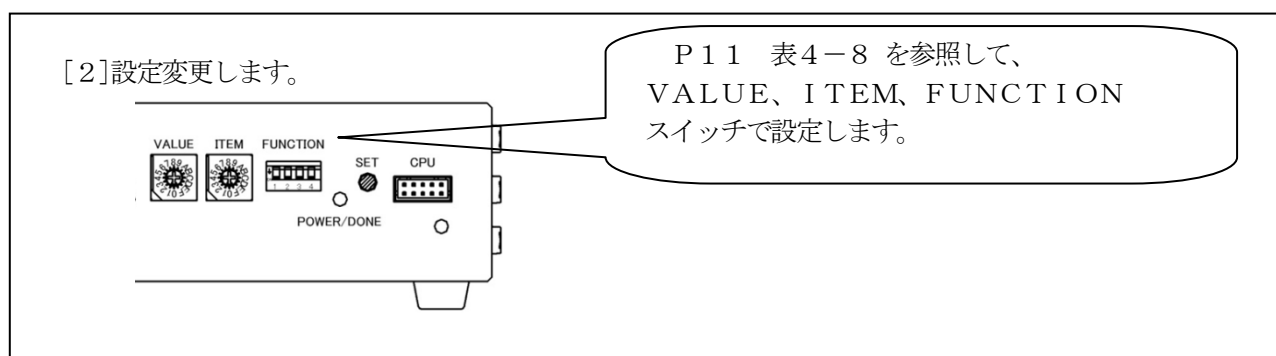 [２]設定変更します。
Ｐ１１　表４－８ を参照して、
ＶＡＬＵＥ、ＩＴＥＭ、ＦＵＮＣＴＩＯＮ
スイッチで設定します。
VALUE ITEM FUNCTION
SET CPU
1 2 3 4
POWER/DONE